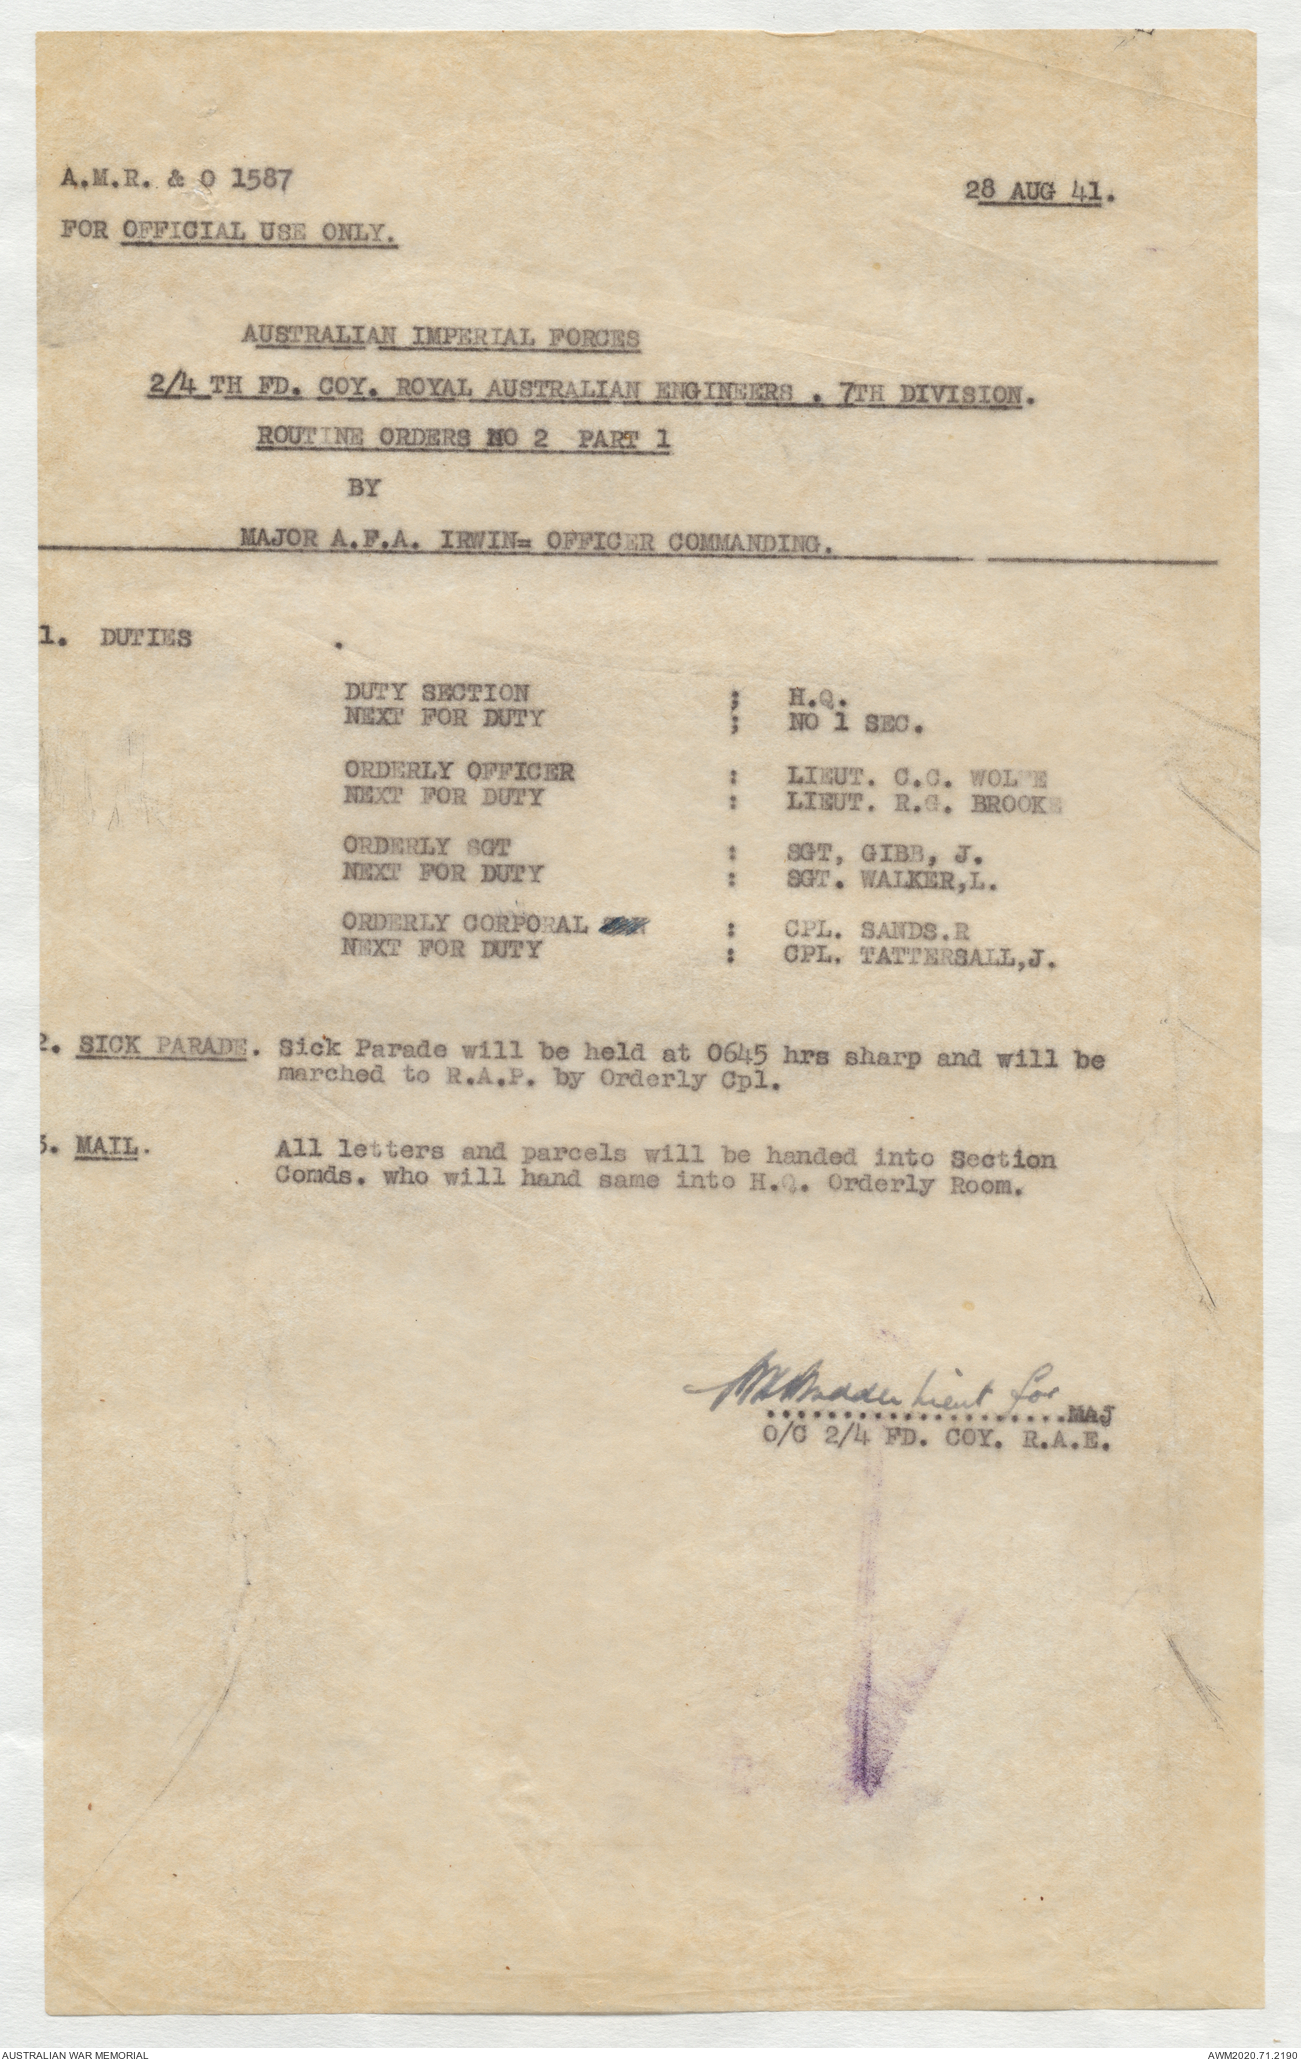 A.M.R. & O 1587
28 AUG 41.
FOR OFFICIAL USE ONLY.
AUSTRALIAN IMPERIAL FORCES
2/4 TH FD. COY. ROYAL AUSTRALIAN ENGINEERS . 7TH DIVISION.
ROUTINE ORDERS NO 2 PART 1
BY
MAJOR A.F.A. IRWIN= OFFICER COMMANDING.
1. DUTIES .
DUTY SECTION ; H.Q.
NEXT FOR DUTY ; NO 1 SEC.
ORDERLY OFFICER : LIEUT. C.C. WOLFE
NEXT FOR DUTY : LIEUT. R.G. BROOKE
ORDERLY SGT : SGT, GIBB, J.
NEXT FOR DUTY : SGT. WALKER,L.
ORDERLY CORPORAL : CPL. SANDS.R
NEXT FOR DUTY : CPL. TATTERSALL,J.
2. SICK PARADE. Sick Parade will be held at 0645 hrs sharp and will be
marched to R.A.P. by Orderly Cpl.
3. MAIL. All letters and parcels will be handed into Section
Comds. who will hand same into H.Q. Orderly Room.
Lieut for
....................MAJ
O/C 2/4 FD. COY. R.A.E.
AUSTRALIAN WAR MEMORIAL
AWM2020.71.2190